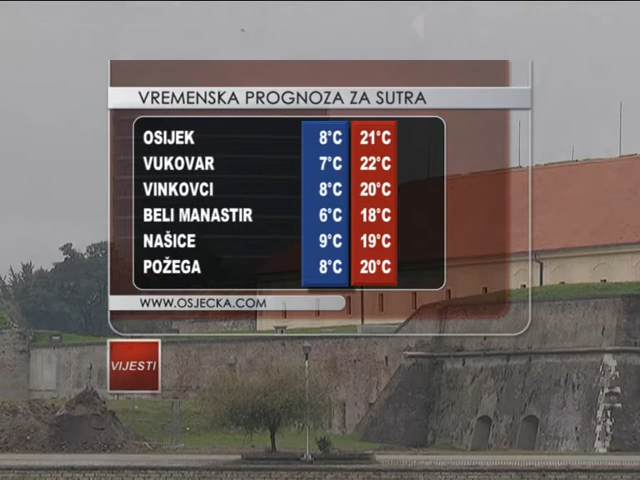 VREMENSKA PROGNOZA ZA SUTRA
OSIJEK 8°C 21°C
VUKOVAR 7°C 22°C
VINKOVCI 8°C 20°C
BELI MANASTIR 6°C 18°C
NAŠICE 9°C 19°C
POŽEGA 8°C 20°C
WWW.OSJECKA.COM
VIJESTI